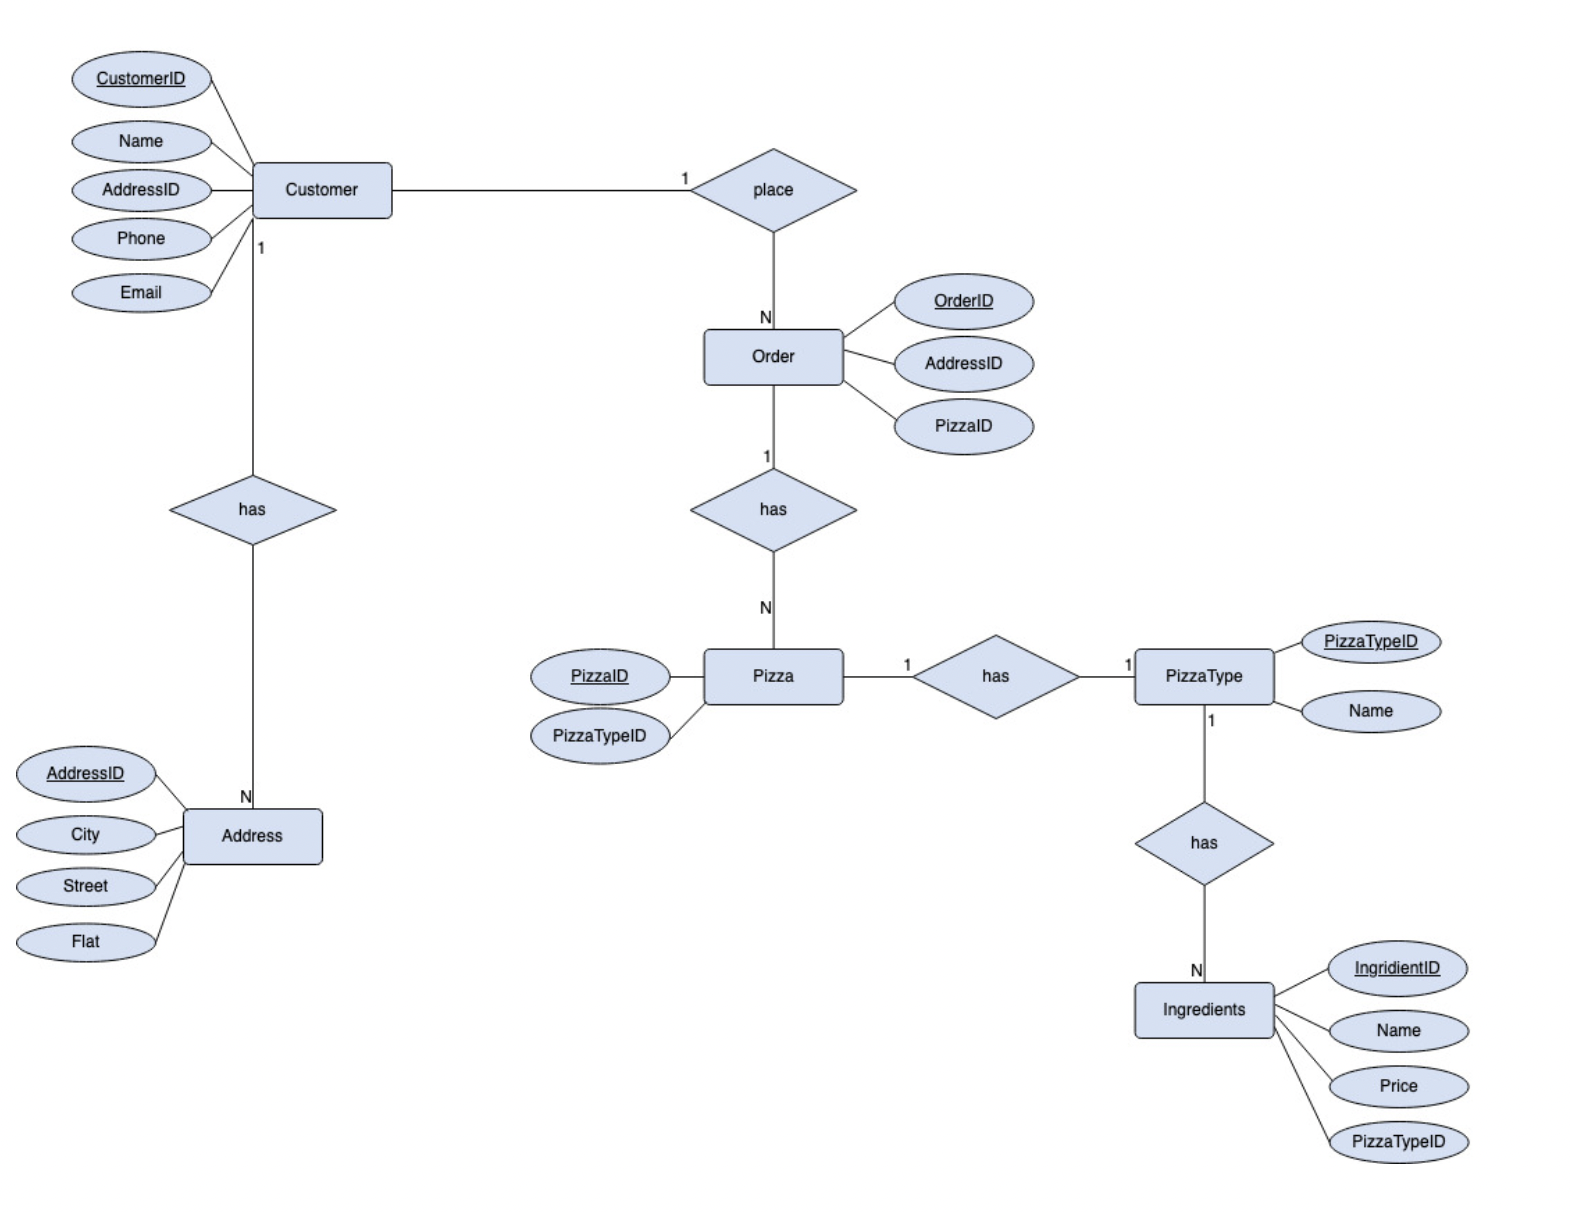 CustomerID
Name
AddressID
Phone
Email
Customer
1
1
place
N
OrderID
AddressID
PizzaID
Order
1
has
has
N
PizzaID
PizzaTypeID
Pizza
1
has
1
PizzaType
PizzaTypeID
Name
1
N
AddressID
City
Street
Flat
Address
has
N
Ingredients
IngridientID
Name
Price
PizzaTypeID